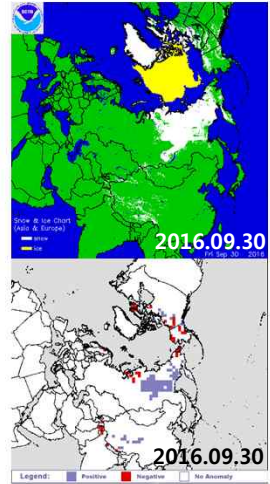 NOAA
Snow & Ice Chart
(Asia & Europe)
snow
ice
2016.09.30
Fri Sep 30 2016
2016.09.30
Legend: Positive Negative No Anomaly